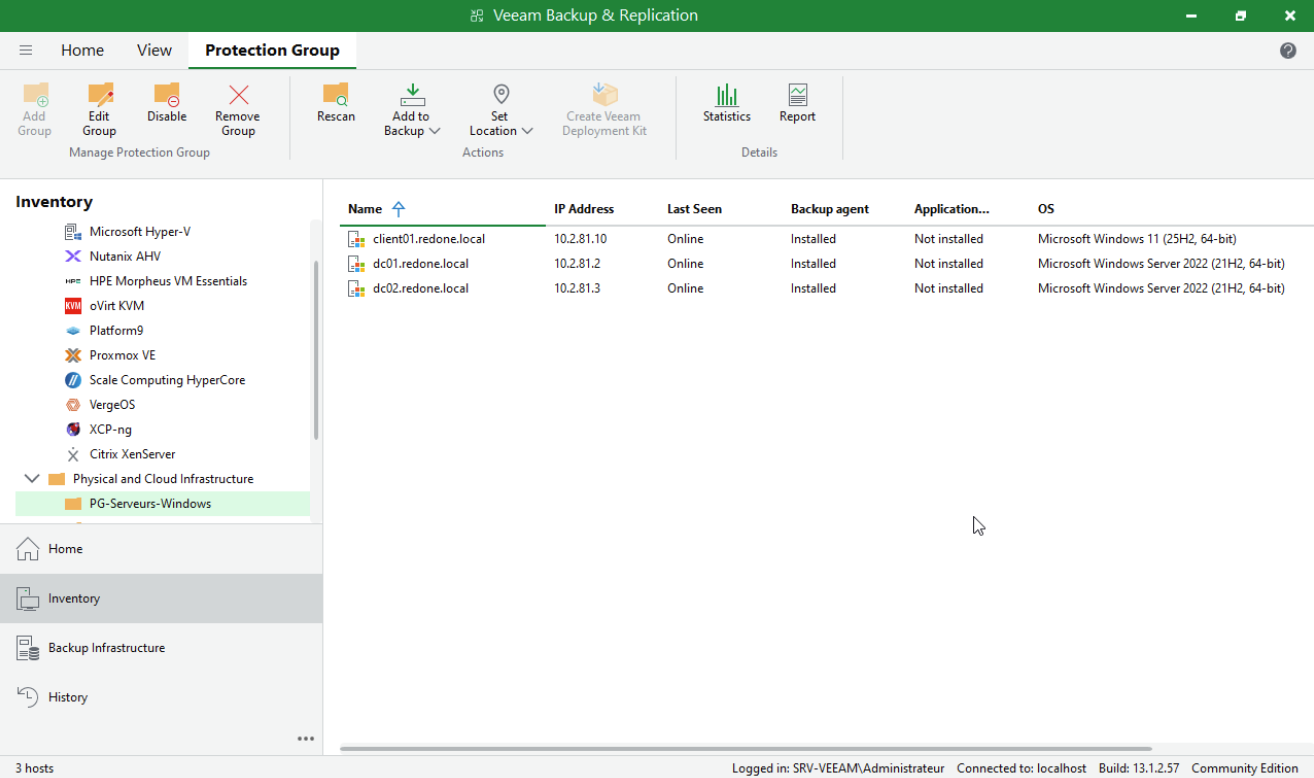 Veeam Backup & Replication
Home View Protection Group
Add Group
Edit Group
Disable
Remove Group
Manage Protection Group
Rescan
Add to Backup
Set Location
Create Veeam Deployment Kit
Actions
Statistics
Report
Details
Inventory
Microsoft Hyper-V
Nutanix AHV
HPE HPE Morpheus VM Essentials
KVM oVirt KVM
Platform9
Proxmox VE
Scale Computing HyperCore
VergeOS
XCP-ng
Citrix XenServer
Physical and Cloud Infrastructure
PG-Serveurs-Windows
Home
Inventory
Backup Infrastructure
History
Name IP Address Last Seen Backup agent Application... OS
client01.redone.local 10.2.81.10 Online Installed Not installed Microsoft Windows 11 (25H2, 64-bit)
dc01.redone.local 10.2.81.2 Online Installed Not installed Microsoft Windows Server 2022 (21H2, 64-bit)
dc02.redone.local 10.2.81.3 Online Installed Not installed Microsoft Windows Server 2022 (21H2, 64-bit)
3 hosts
Logged in: SRV-VEEAM\Administrateur Connected to: localhost Build: 13.1.2.57 Community Edition